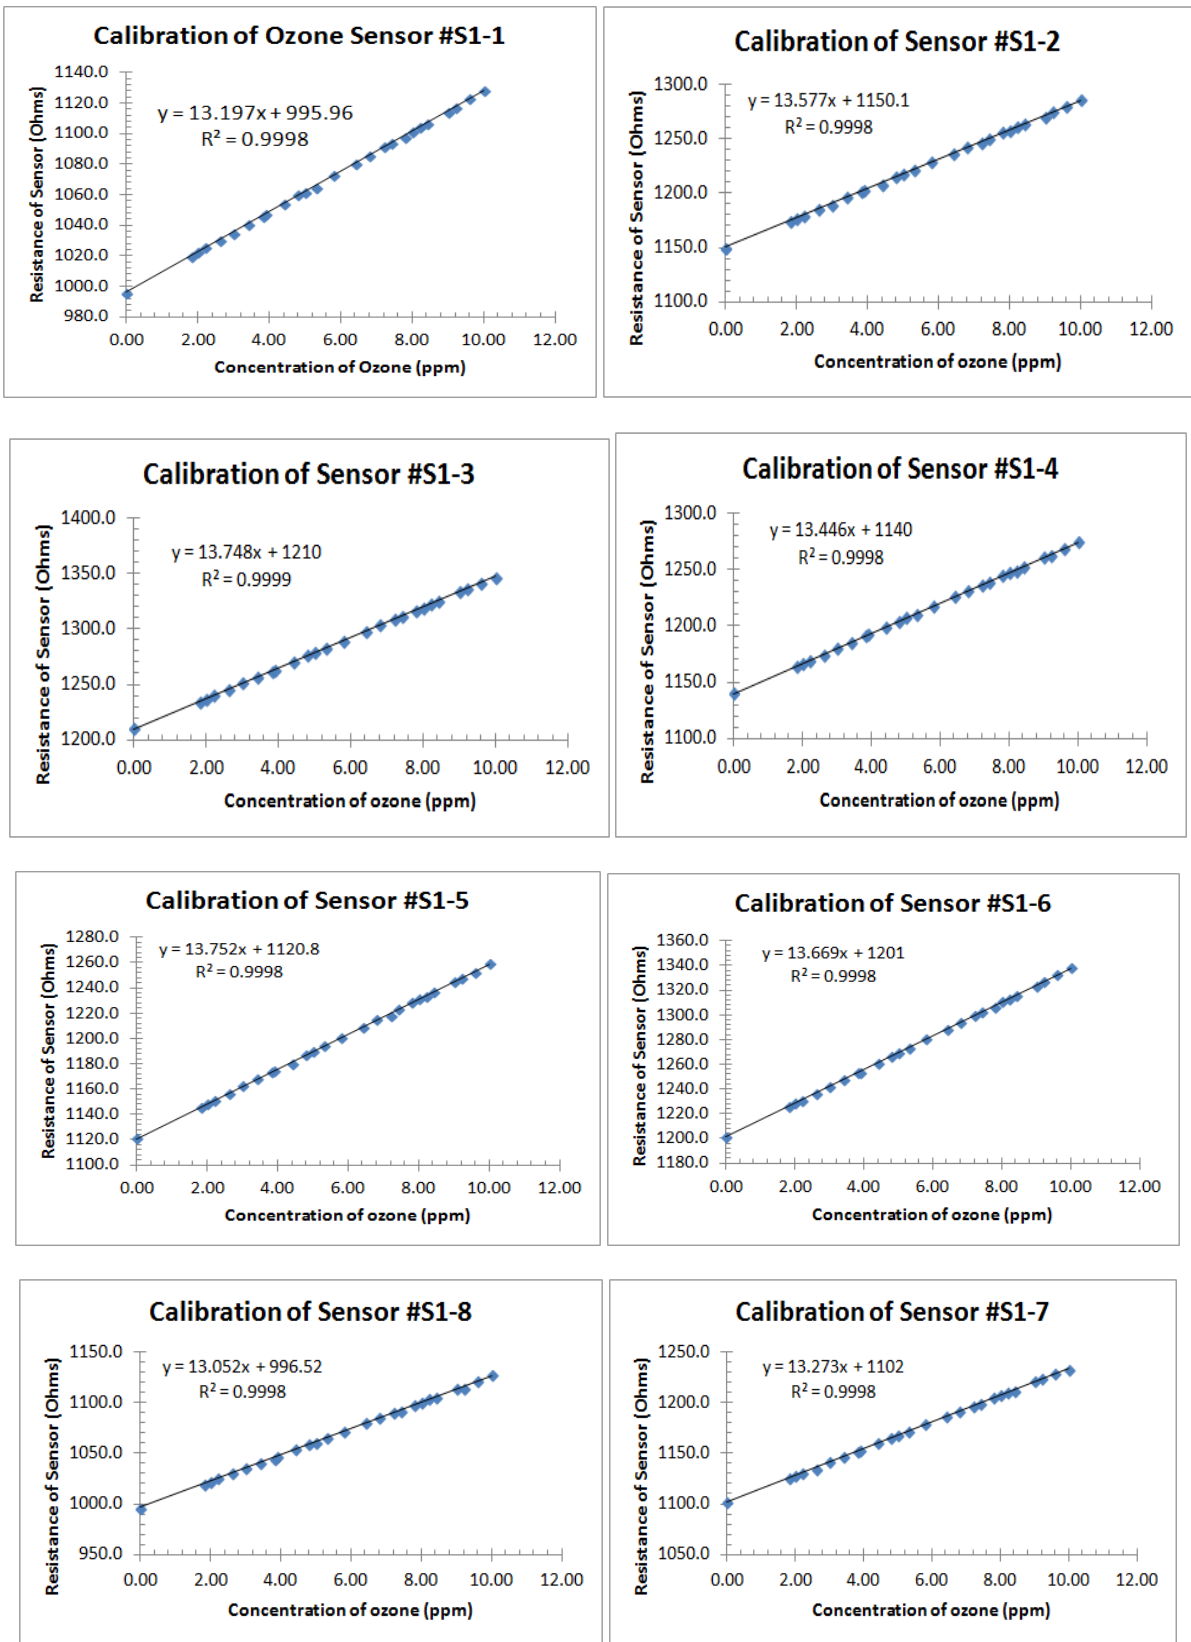 Calibration of Ozone Sensor #S1-1
Resistance of Sensor (Ohms)
1140.0
1120.0
1100.0
1080.0
1060.0
1040.0
1020.0
1000.0
980.0
y = 13.197x + 995.96
R² = 0.9998
0.00 2.00 4.00 6.00 8.00 10.00 12.00
Concentration of Ozone (ppm)
Calibration of Sensor #S1-2
Resistance of Sensor (Ohms)
1300.0
1250.0
1200.0
1150.0
1100.0
y = 13.577x + 1150.1
R² = 0.9998
0.00 2.00 4.00 6.00 8.00 10.00 12.00
Concentration of ozone (ppm)
Calibration of Sensor #S1-3
Resistance of Sensor (Ohms)
1400.0
1350.0
1300.0
1250.0
1200.0
y = 13.748x + 1210
R² = 0.9999
0.00 2.00 4.00 6.00 8.00 10.00 12.00
Concentration of ozone (ppm)
Calibration of Sensor #S1-4
Resistance of Sensor (Ohms)
1300.0
1250.0
1200.0
1150.0
1100.0
y = 13.446x + 1140
R² = 0.9998
0.00 2.00 4.00 6.00 8.00 10.00 12.00
Concentration of ozone (ppm)
Calibration of Sensor #S1-5
Resistance of Sensor (Ohms)
1280.0
1260.0
1240.0
1220.0
1200.0
1180.0
1160.0
1140.0
1120.0
1100.0
y = 13.752x + 1120.8
R² = 0.9998
0.00 2.00 4.00 6.00 8.00 10.00 12.00
Concentration of ozone (ppm)
Calibration of Sensor #S1-6
Resistance of Sensor (Ohms)
1360.0
1340.0
1320.0
1300.0
1280.0
1260.0
1240.0
1220.0
1200.0
1180.0
y = 13.669x + 1201
R² = 0.9998
0.00 2.00 4.00 6.00 8.00 10.00 12.00
Concentration of ozone (ppm)
Calibration of Sensor #S1-8
Resistance of Sensor (Ohms)
1150.0
1100.0
1050.0
1000.0
950.0
y = 13.052x + 996.52
R² = 0.9998
0.00 2.00 4.00 6.00 8.00 10.00 12.00
Concentration of ozone (ppm)
Calibration of Sensor #S1-7
Resistance of Sensor (Ohms)
1250.0
1200.0
1150.0
1100.0
1050.0
y = 13.273x + 1102
R² = 0.9998
0.00 2.00 4.00 6.00 8.00 10.00 12.00
Concentration of ozone (ppm)